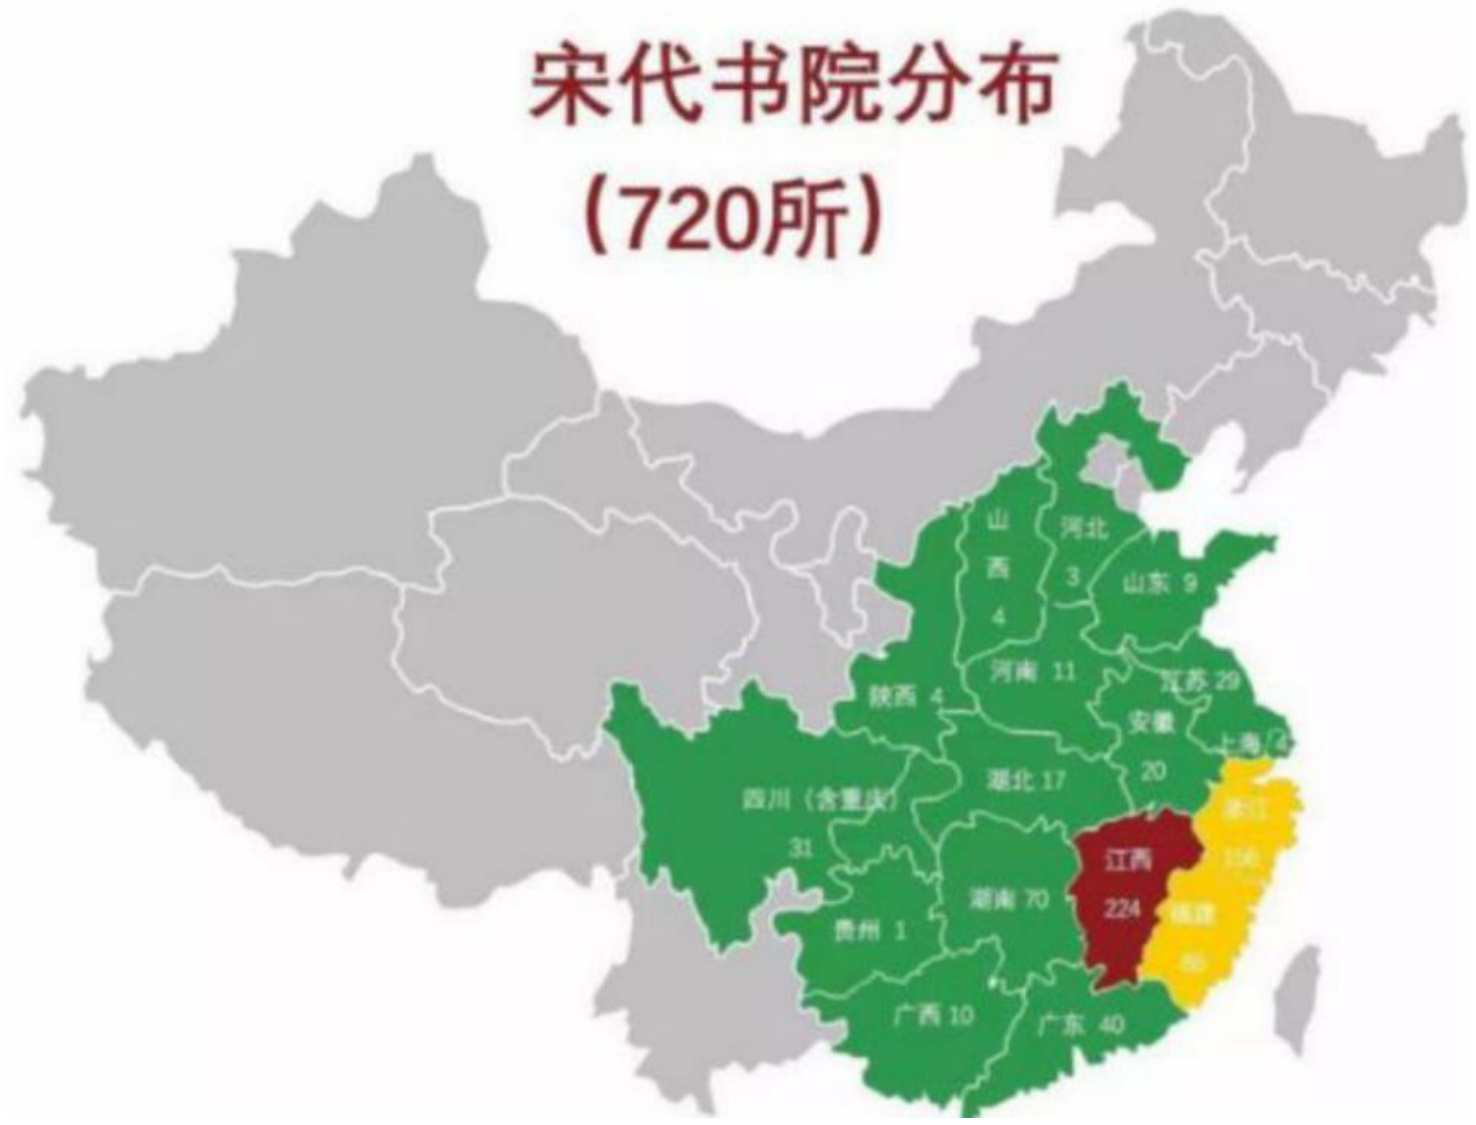 宋代书院分布
(720所)
山
西
4
河北
3
山东 9
河南 11
陕西 4
江苏 29
安徽
20
上海
湖北 17
四川（含重庆）
31
浙江
156
江西
224
湖南 70
福建
85
贵州 1
广西 10
广东 40